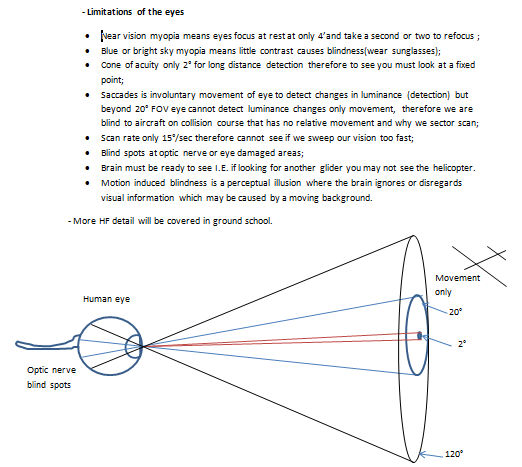 - Limitations of the eyes
• Near vision myopia means eyes focus at rest at only 4'and take a second or two to refocus ;
• Blue or bright sky myopia means little contrast causes blindness(wear sunglasses);
• Cone of acuity only 2° for long distance detection therefore to see you must look at a fixed
point;
• Saccades is involuntary movement of eye to detect changes in luminance (detection) but
beyond 20° FOV eye cannot detect luminance changes only movement, therefore we are
blind to aircraft on collision course that has no relative movement and why we sector scan;
• Scan rate only 15°/sec therefore cannot see if we sweep our vision too fast;
• Blind spots at optic nerve or eye damaged areas;
• Brain must be ready to see I.E. if looking for another glider you may not see the helicopter.
• Motion induced blindness is a perceptual illusion where the brain ignores or disregards
visual information which may be caused by a moving background.
- More HF detail will be covered in ground school.
Movement
only
Human eye
20°
2°
Optic nerve
blind spots
120°